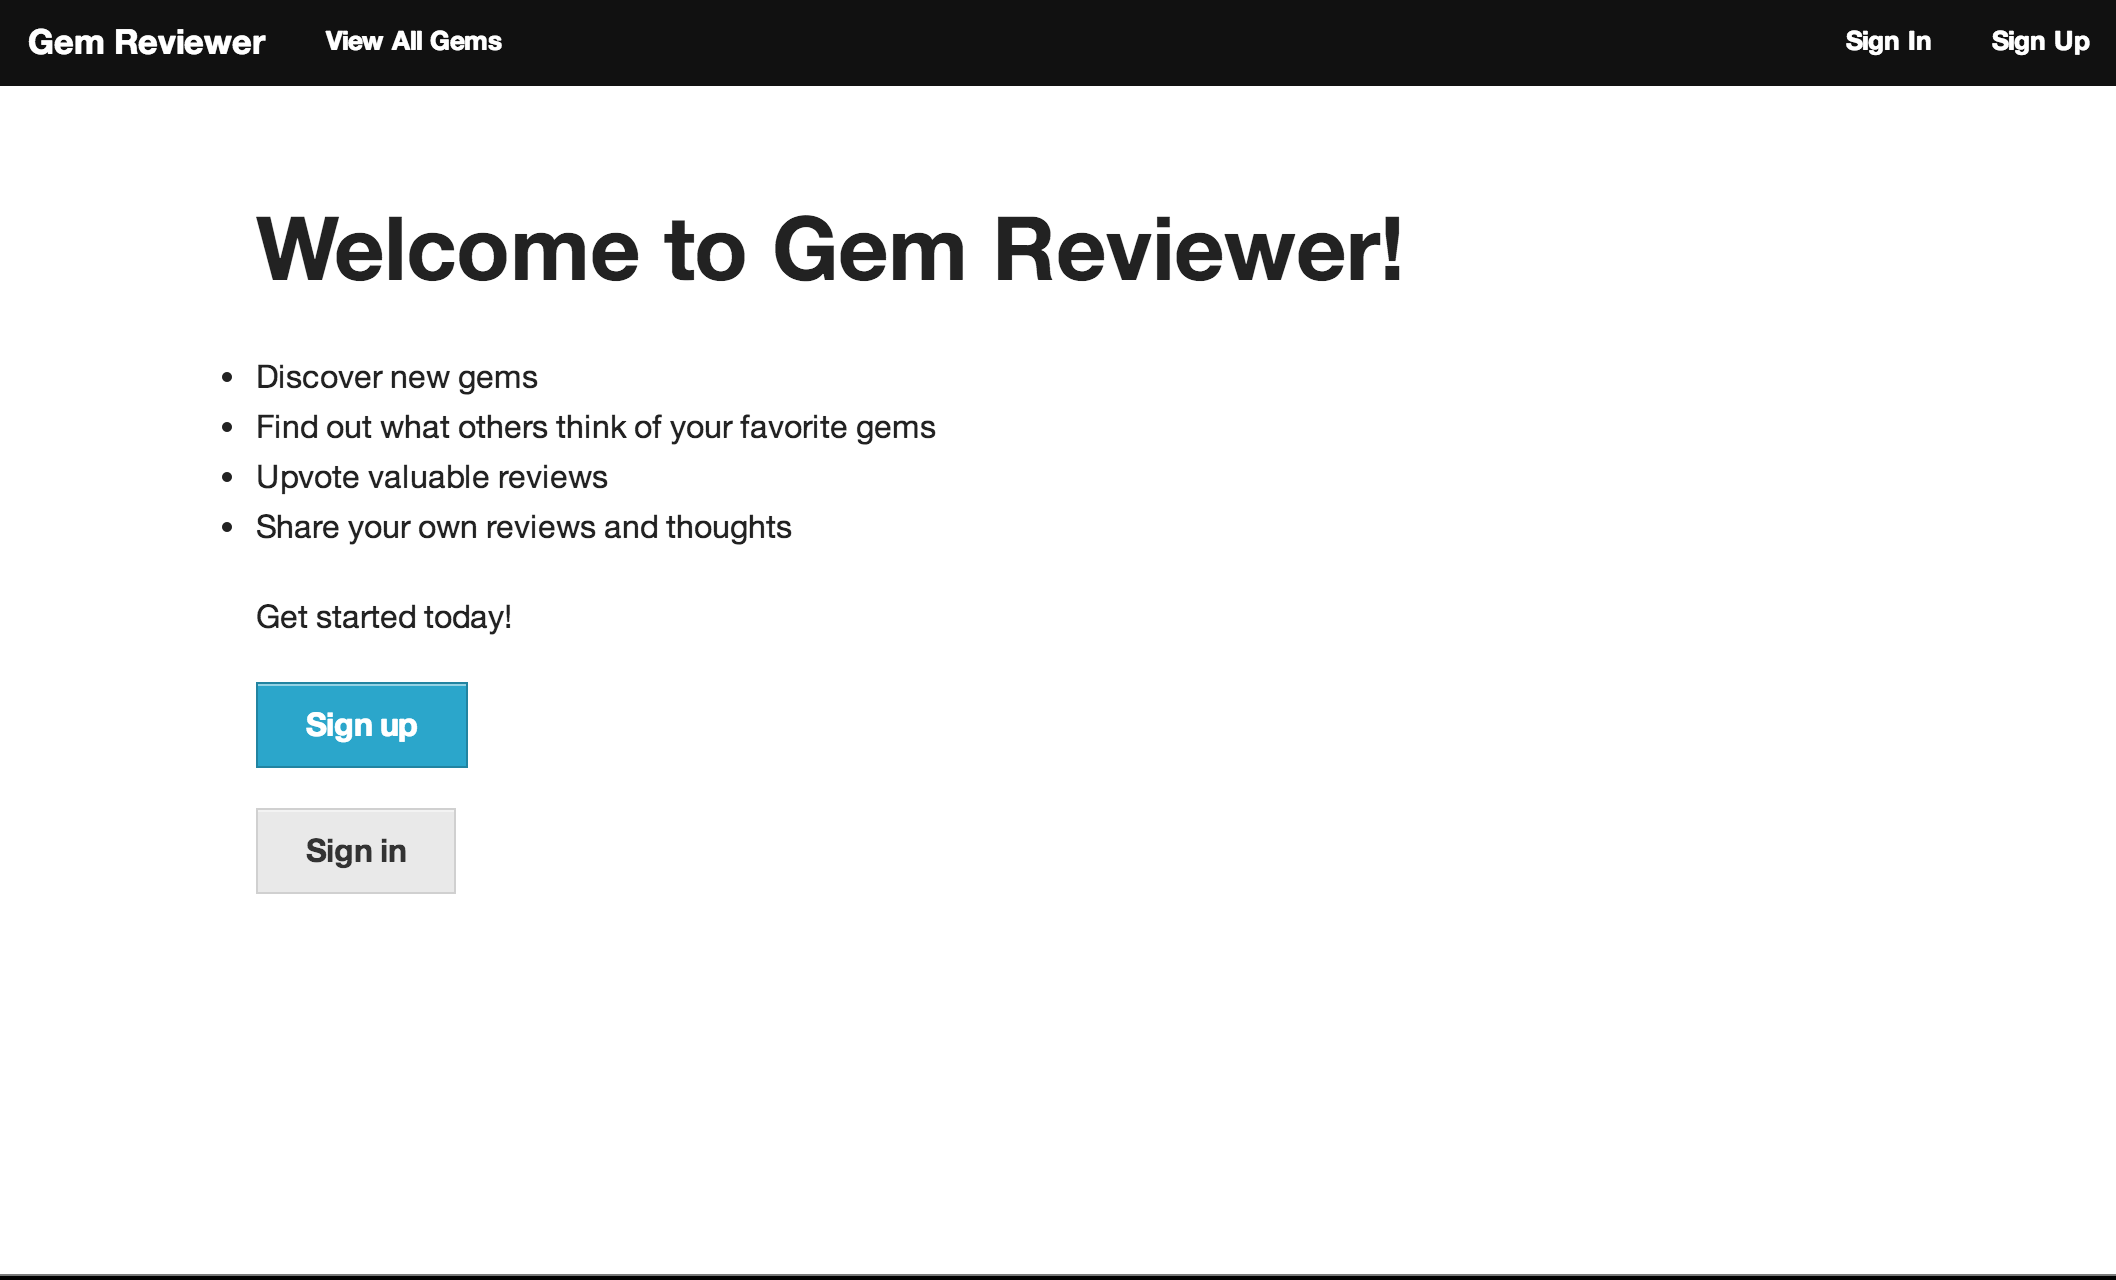 Gem Reviewer View All Gems Sign In Sign Up
Welcome to Gem Reviewer!
Discover new gems
Find out what others think of your favorite gems
Upvote valuable reviews
Share your own reviews and thoughts
Get started today!
Sign up
Sign in